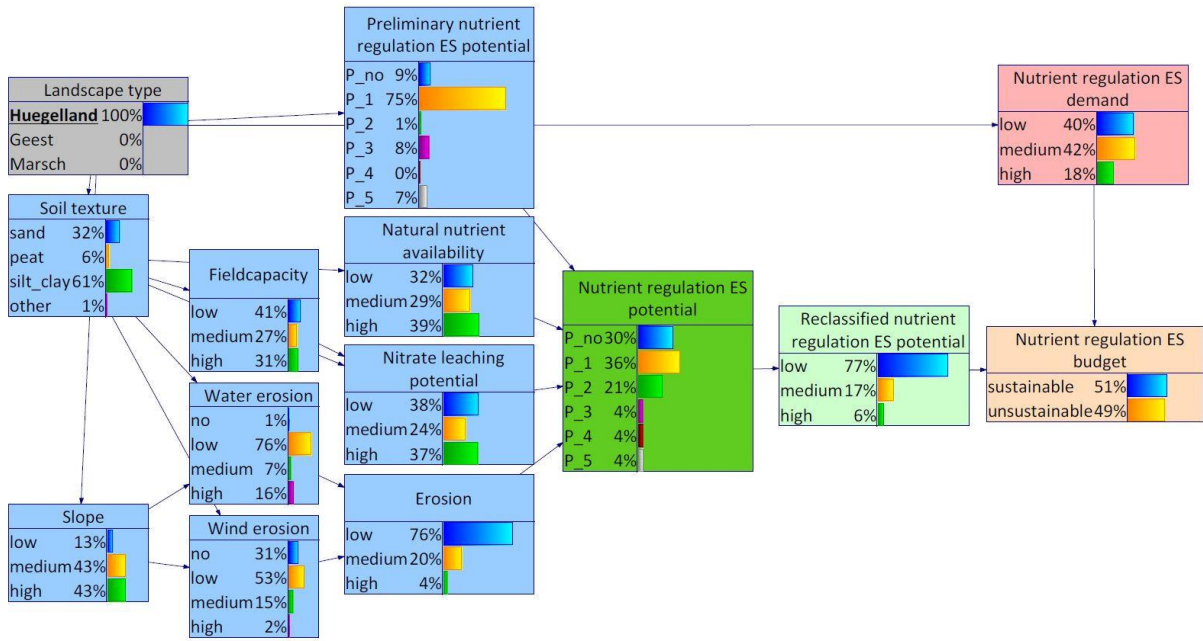 Preliminary nutrient
regulation ES potential
P_no 9%
P_1 75%
P_2 1%
P_3 8%
P_4 0%
P_5 7%
Landscape type
Huegelland 100%
Geest 0%
Marsch 0%
Nutrient regulation ES
demand
low 40%
medium 42%
high 18%
Soil texture
sand 32%
peat 6%
silt_clay 61%
other 1%
Fieldcapacity
low 41%
medium 27%
high 31%
Natural nutrient
availability
low 32%
medium 29%
high 39%
Nutrient regulation ES
potential
P_no 30%
P_1 36%
P_2 21%
P_3 4%
P_4 4%
P_5 4%
Reclassified nutrient
regulation ES potential
low 77%
medium 17%
high 6%
Nutrient regulation ES
budget
sustainable 51%
unsustainable 49%
Nitrate leaching
potential
low 38%
medium 24%
high 37%
Water erosion
no 1%
low 76%
medium 7%
high 16%
Slope
low 13%
medium 43%
high 43%
Wind erosion
no 31%
low 53%
medium 15%
high 2%
Erosion
low 76%
medium 20%
high 4%